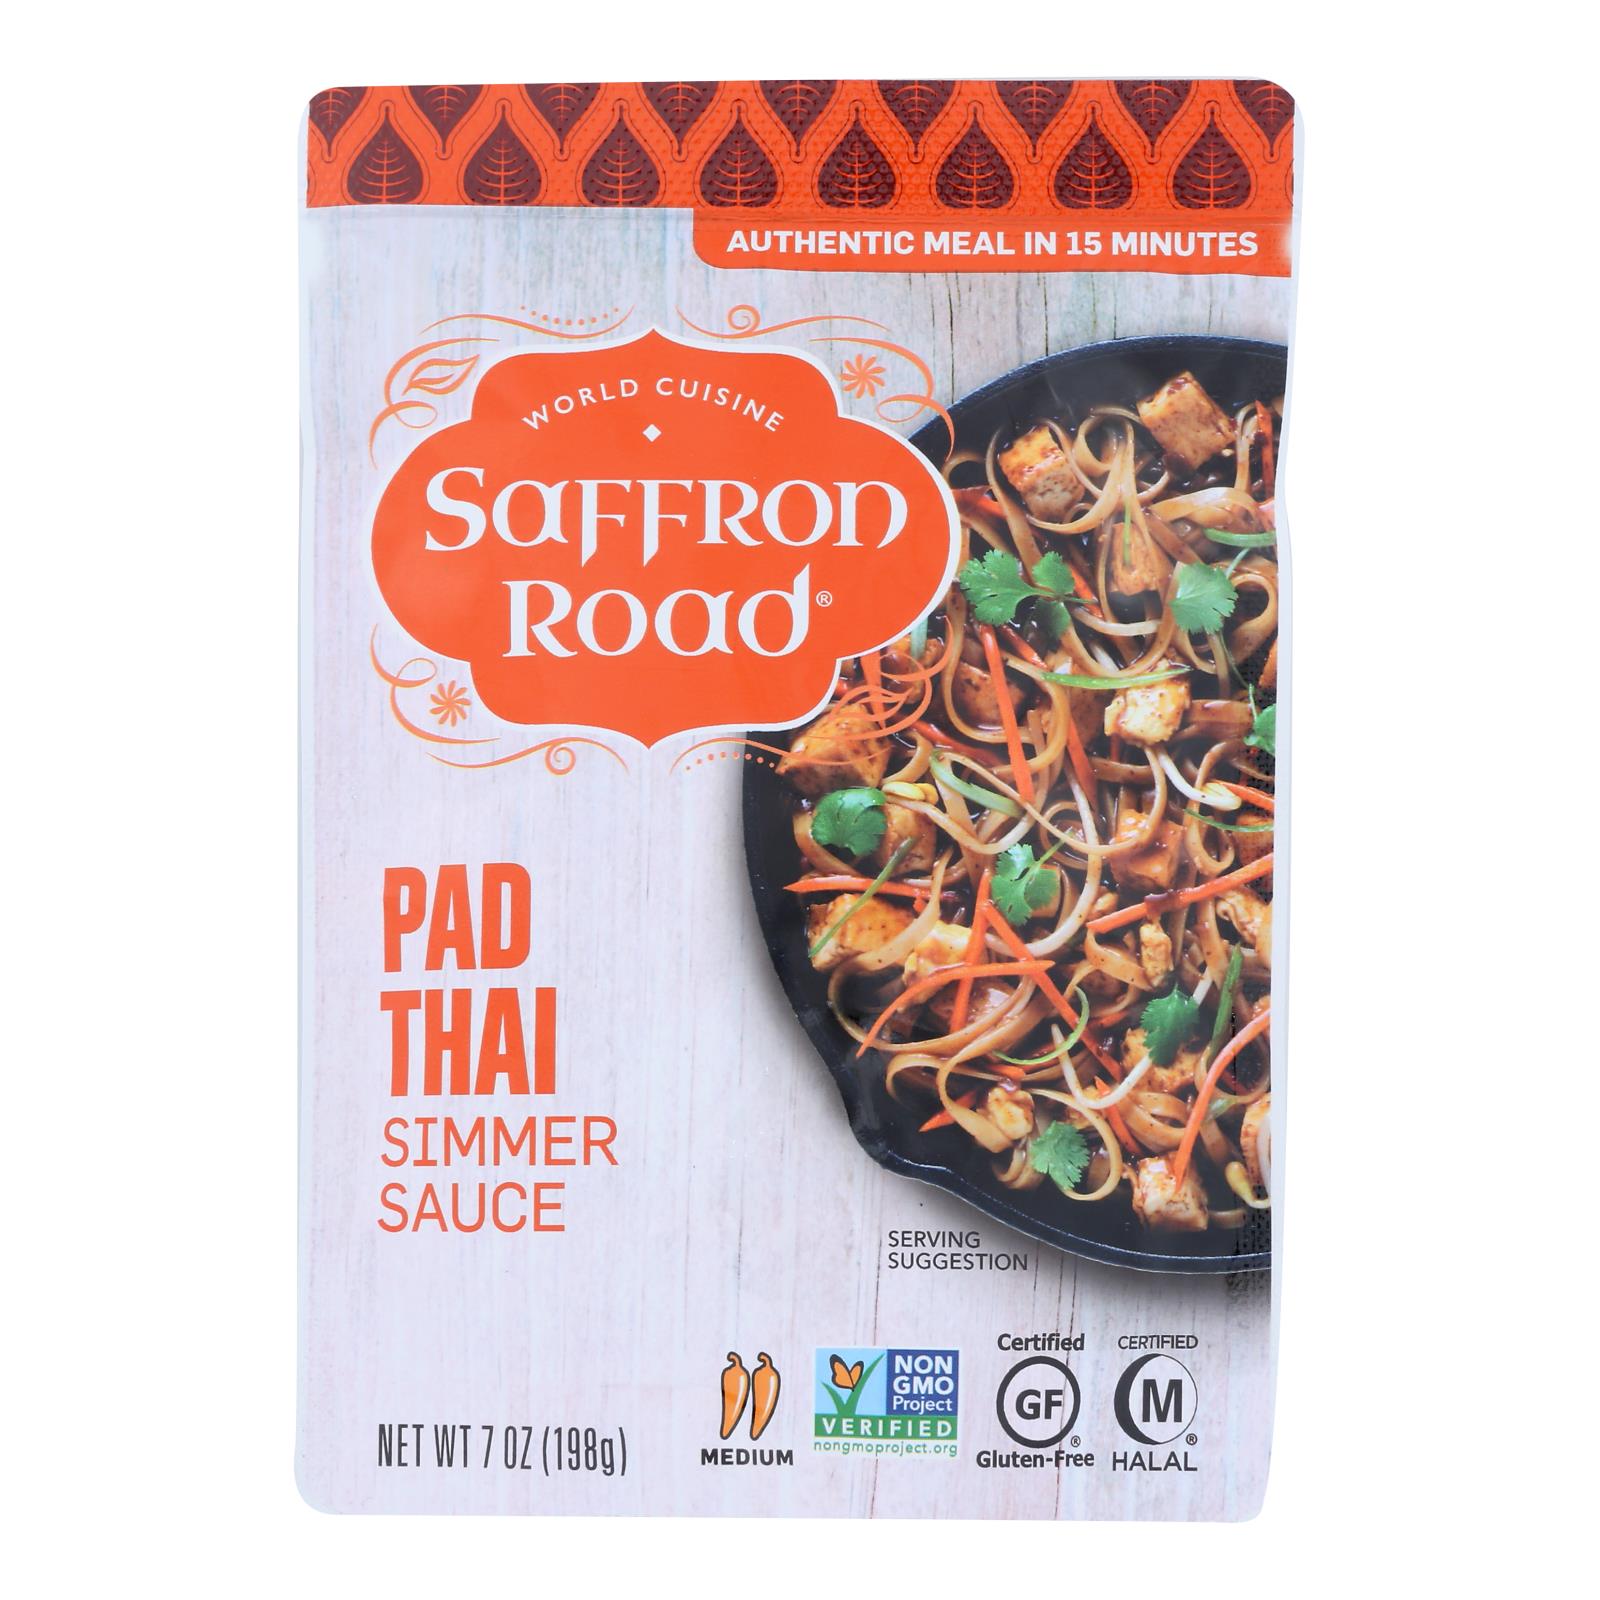 AUTHENTIC MEAL IN 15 MINUTES
WORLD CUISINE
SAFFRON
ROAD®
PAD
THAI
SIMMER
SAUCE
SERVING
SUGGESTION
NET WT 7 OZ (198g)
MEDIUM
NON
GMO
Project
VERIFIED
nongmoproject.org
Certified
GF®
Gluten-Free
CERTIFIED
M®
HALAL